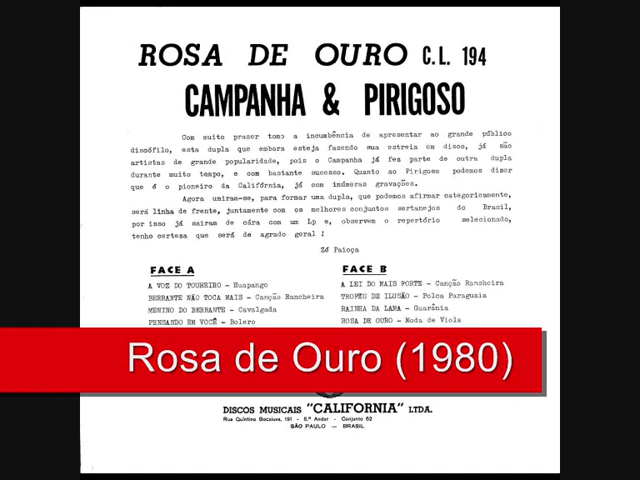 ROSA DE OURO C.L. 194
CAMPANHA & PIRIGOSO
Com muito prazer tomo a incumbência de apresentar ao grande público
discófilo, esta dupla que embora esteja fazendo sua estreia em disco, já são
artistas de grande popularidade, pois o Campanha já fez parte de outra dupla
durante muito tempo, e com bastante sucesso. Quanto ao Pirigoso podemos dizer
que é o pioneiro da Califórnia, já com inúmeras gravações.
Agora uniram-se, para formar uma dupla, que podemos afirmar categoricamente,
será linha de frente, juntamente com os melhores conjuntos sertanejos do Brasil,
por isso já sairam de cára com um Lp e, observem o repertório selecionado,
tenho certeza que será de agrado geral !
Zé Paioça
FACE A
A VOZ DO TOUREIRO - Huapango
BERRANTE NÃO TOCA MAIS - Canção Rancheira
MENINO DO BERRANTE - Cavalgada
PENSANDO EM VOCÊ - Bolero
FACE B
A LEI DO MAIS FORTE - Canção Rancheira
TROFEU DE ILUSÃO - Polca Paraguaia
RAINHA DA LAMA - Guarânia
ROSA DE OURO - Moda de Viola
Rosa de Ouro (1980)
DISCOS MUSICAIS "CALIFORNIA" LTDA.
Rua Quintino Bocaiuva, 191 - 6.º Andar - Conjunto 62
SÃO PAULO - BRASIL